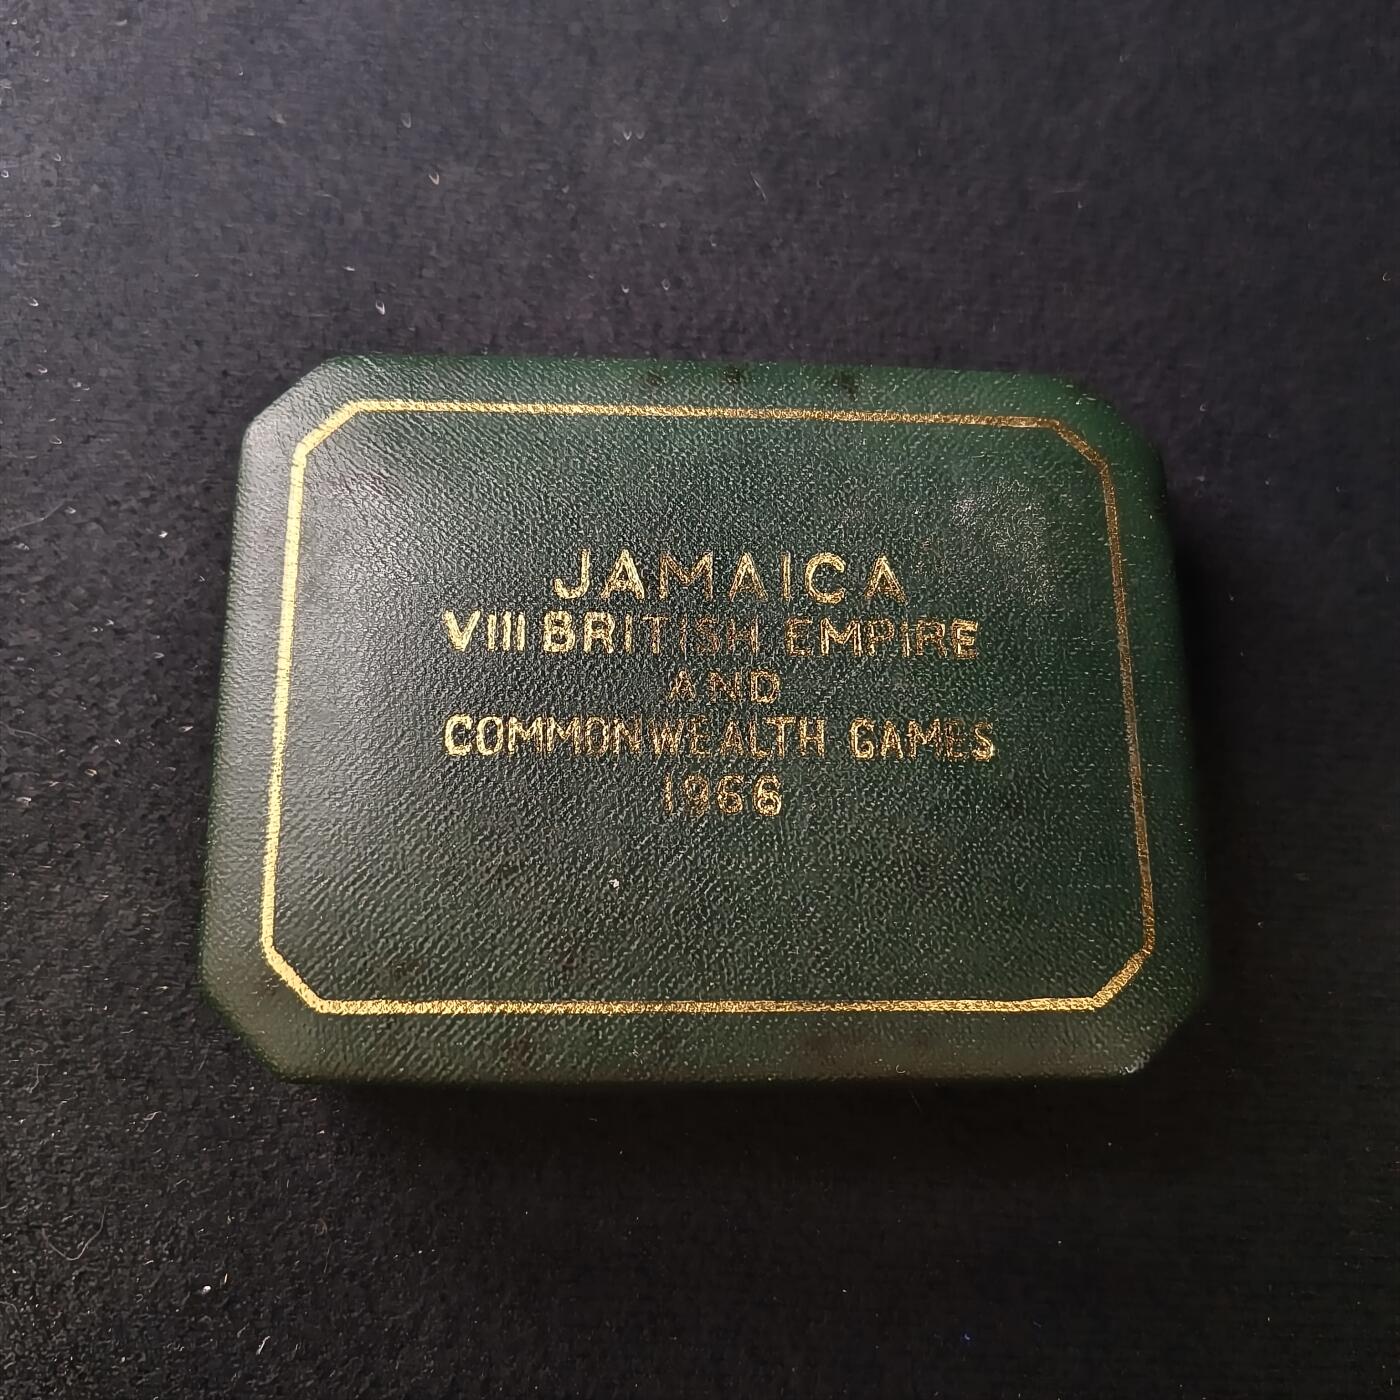 JAMAICA
VIII BRITISH EMPIRE
AND
COMMONWEALTH GAMES
1966